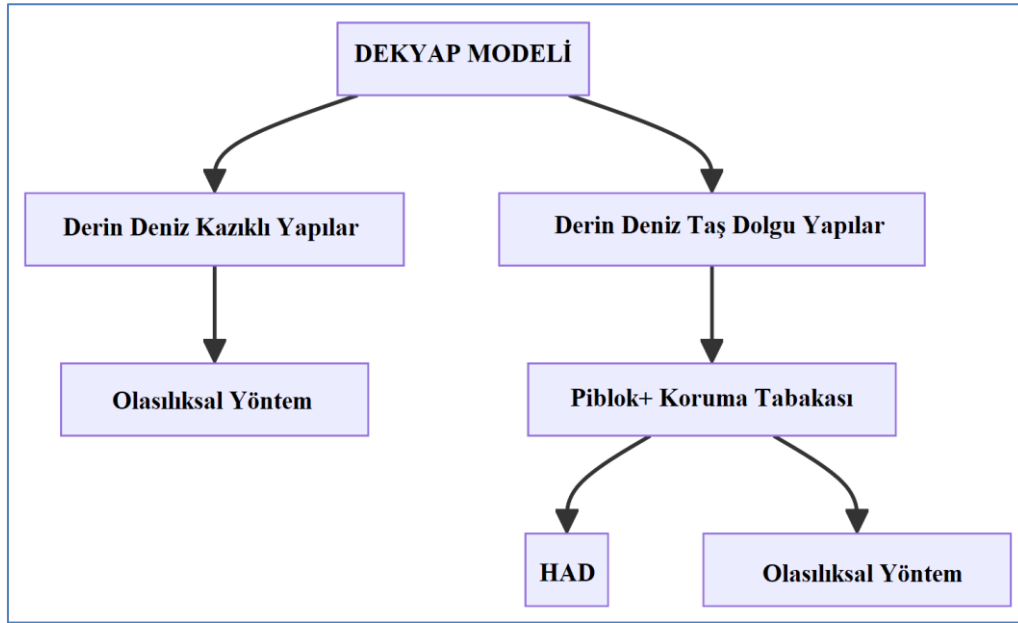 DEKYAP MODELİ
Derin Deniz Kazıklı Yapılar
Derin Deniz Taş Dolgu Yapılar
Olasılıksal Yöntem
Piblok+ Koruma Tabakası
HAD
Olasılıksal Yöntem